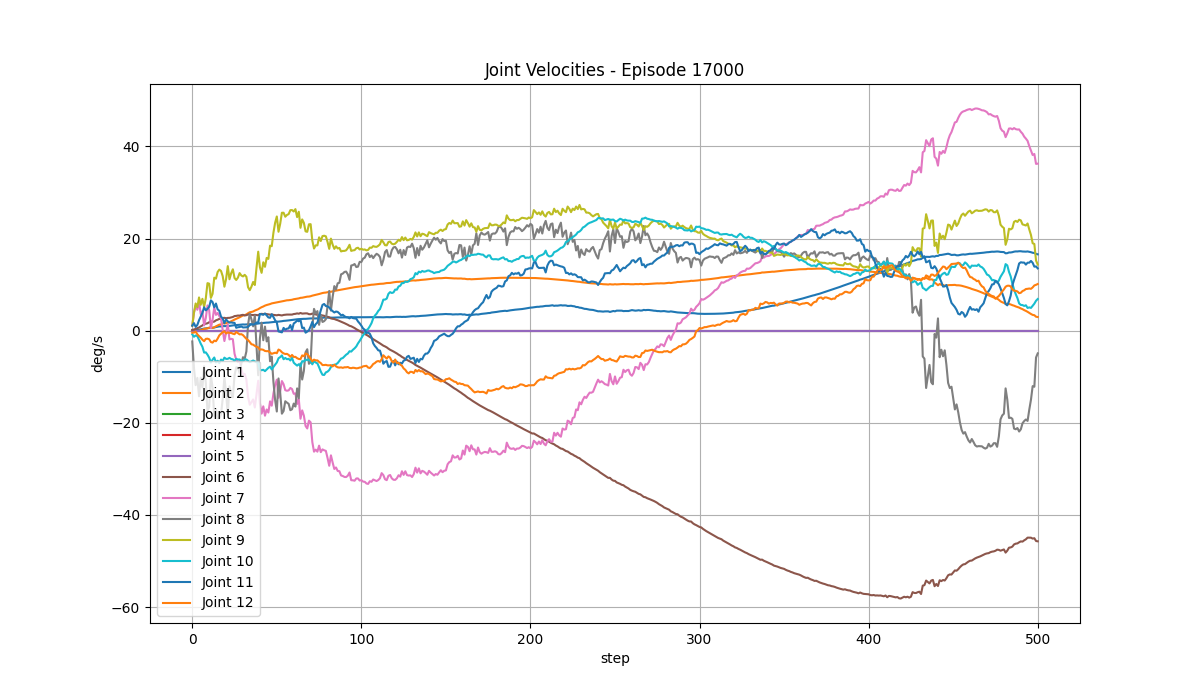 Joint Velocities - Episode 17000
deg/s
40
20
0
−20
−40
−60
Joint 1
Joint 2
Joint 3
Joint 4
Joint 5
Joint 6
Joint 7
Joint 8
Joint 9
Joint 10
Joint 11
Joint 12
0 100 200 300 400 500
step